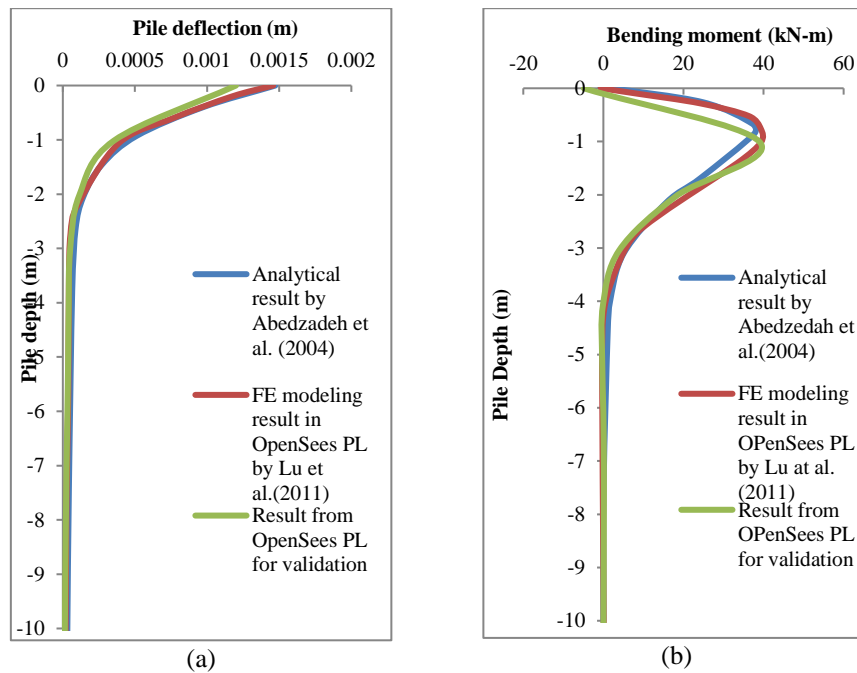 Pile deflection (m)
0 0.0005 0.001 0.0015 0.002
0
-1
-2
-3
-4
-5
-6
-7
-8
-9
-10
Pile depth (m)
Analytical
result by
Abedzadeh et
al. (2004)
FE modeling
result in
OpenSees PL
by Lu et
al.(2011)
Result from
OpenSees PL
for validation
(a)
Bending moment (kN-m)
-20 0 20 40 60
0
-1
-2
-3
-4
-5
-6
-7
-8
-9
-10
Pile Depth (m)
Analytical
result by
Abedzedah et
al.(2004)
FE modeling
result in
OPenSees PL
by Lu at al.
(2011)
Result from
OPenSees PL
for validation
(b)